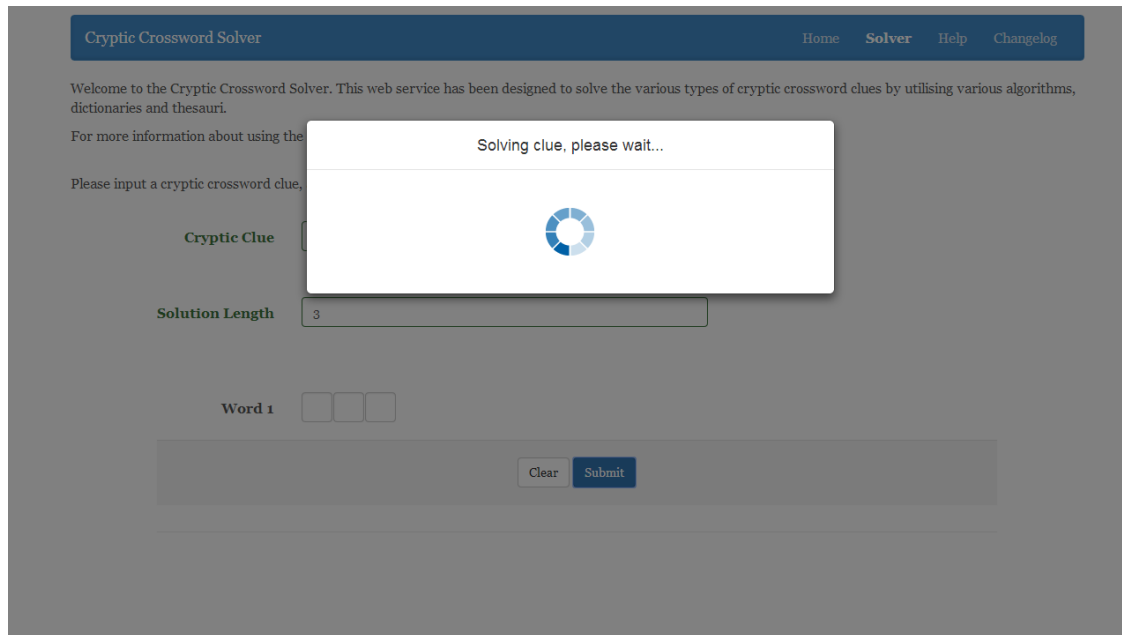 Cryptic Crossword Solver Home Solver Help Changelog
Welcome to the Cryptic Crossword Solver. This web service has been designed to solve the various types of cryptic crossword clues by utilising various algorithms,
dictionaries and thesauri.
For more information about using the
Solving clue, please wait...
Please input a cryptic crossword clue,
Cryptic Clue
Solution Length 3
Word 1
Clear Submit